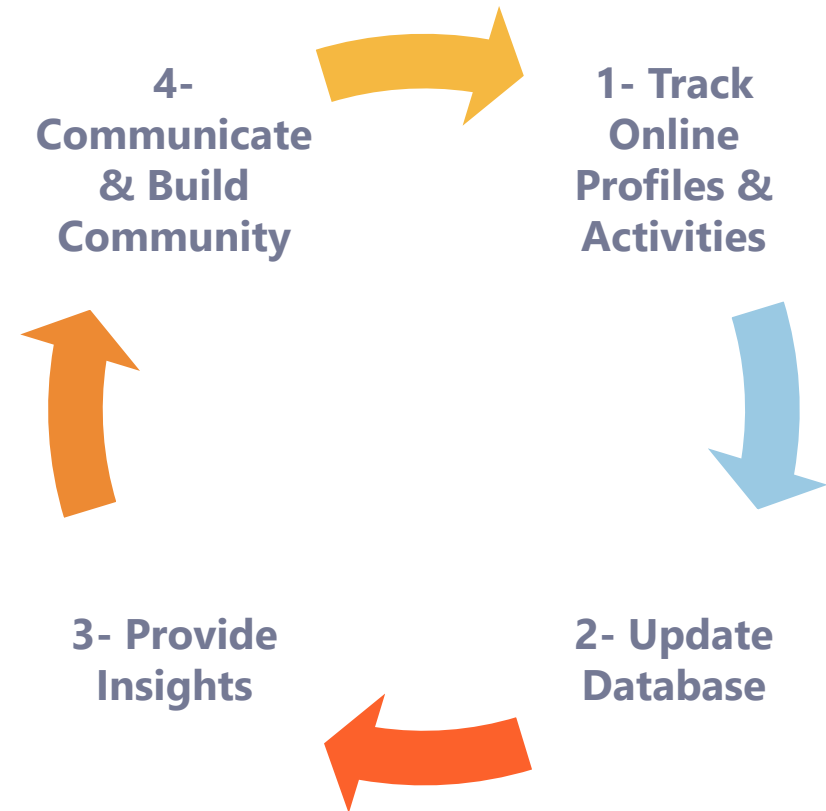 4-
Communicate
& Build
Community
1- Track
Online
Profiles &
Activities
3- Provide
Insights
2- Update
Database